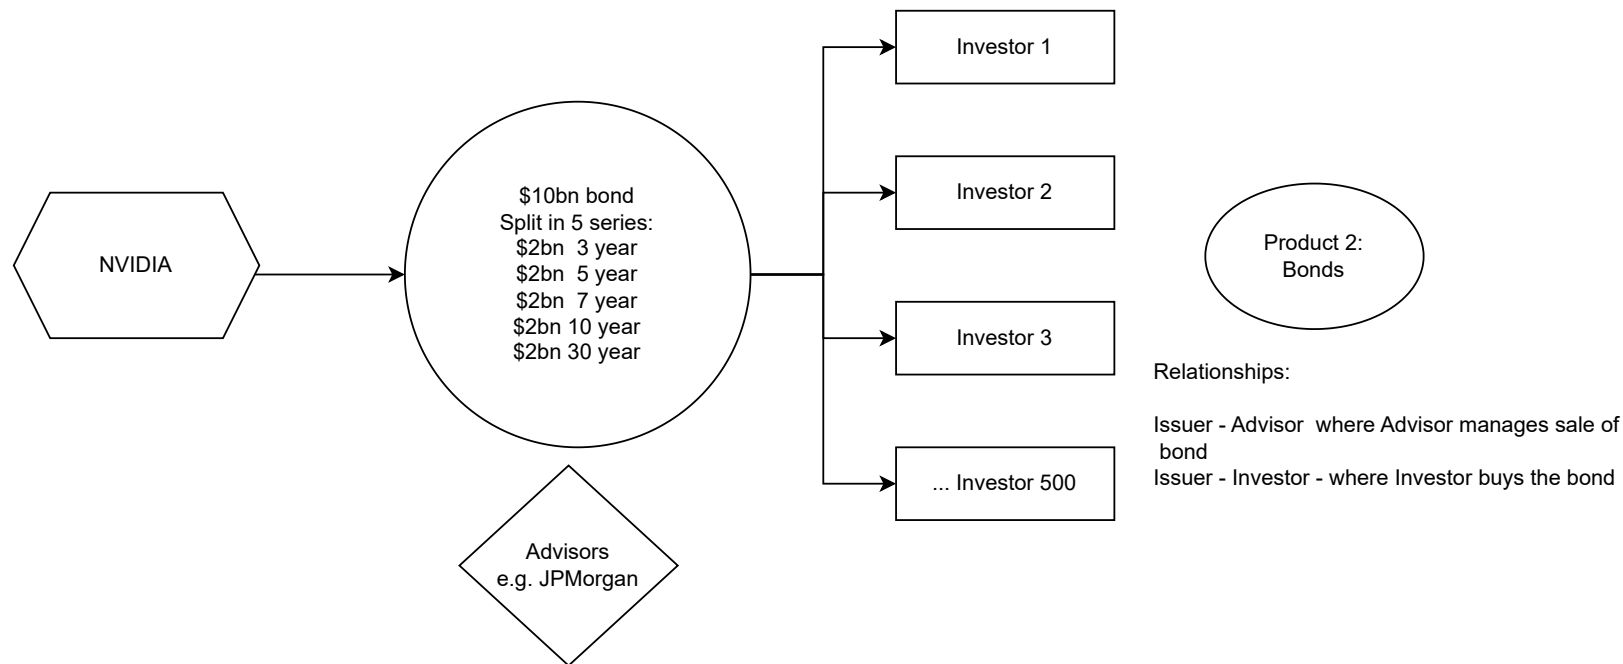 NVIDIA
$10bn bond
Split in 5 series:
$2bn  3 year
$2bn  5 year
$2bn  7 year
$2bn 10 year
$2bn 30 year
Advisors
e.g. JPMorgan
Investor 1
Investor 2
Investor 3
... Investor 500
Product 2:
Bonds
Relationships:
Issuer - Advisor  where Advisor manages sale of
bond
Issuer - Investor - where Investor buys the bond